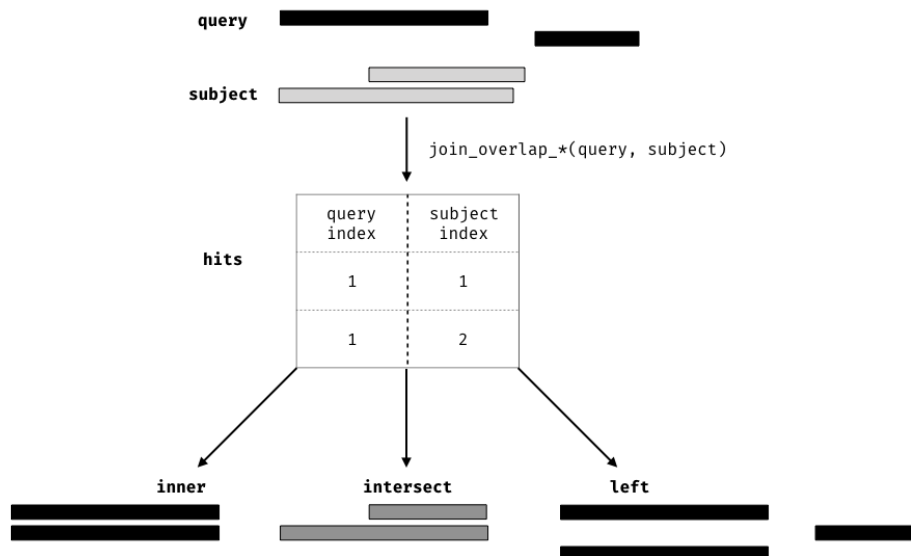 query
subject
join_overlap_*(query, subject)
query subject
index index
hits
1 1
1 2
inner intersect left